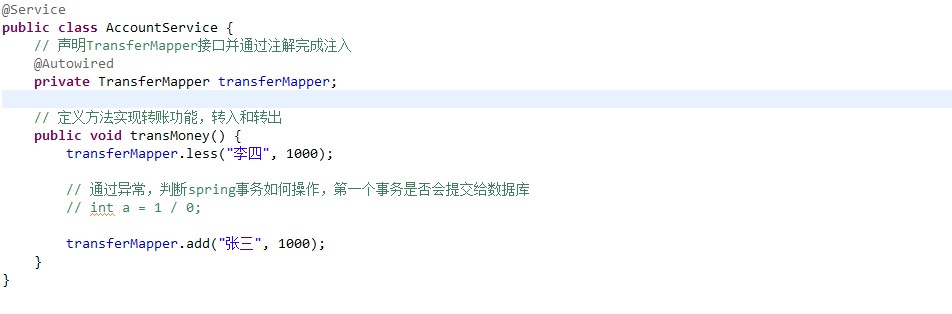 @Service
public class AccountService {
// 声明TransferMapper接口并通过注解完成注入
@Autowired
private TransferMapper transferMapper;
// 定义方法实现转账功能，转入和转出
public void transMoney() {
transferMapper.less("李四", 1000);
// 通过异常，判断spring事务如何操作，第一个事务是否会提交给数据库
// int a = 1 / 0;
transferMapper.add("张三", 1000);
}
}